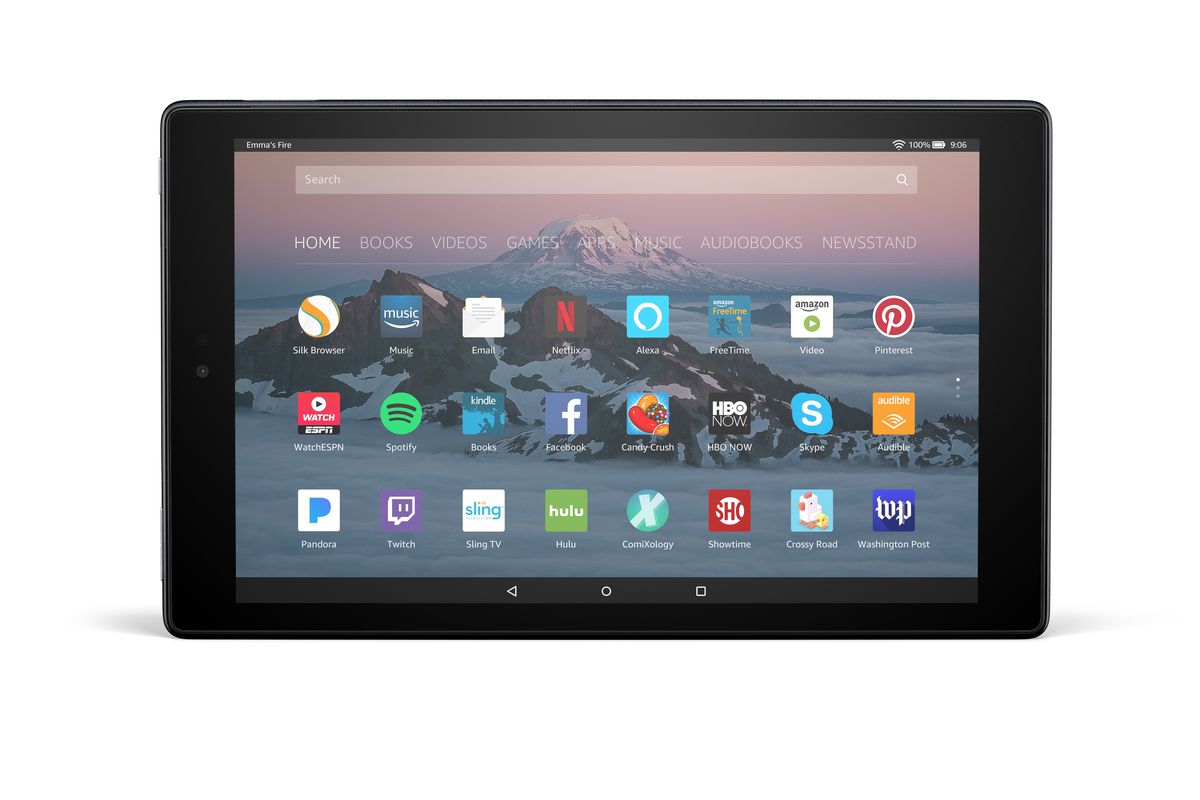 Emma's Fire 100% 9:06
Search
HOME BOOKS VIDEOS GAMES APPS MUSIC AUDIOBOOKS NEWSSTAND
music amazon FreeTime amazon
Silk Browser Music Email Netflix Alexa FreeTime Video Pinterest
WATCH ESPN kindle HBO NOW audible
WatchESPN Spotify Books Facebook Candy Crush HBO NOW Skype Audible
sling TELEVISION hulu SHO wp
Pandora Twitch Sling TV Hulu ComiXology Showtime Crossy Road Washington Post